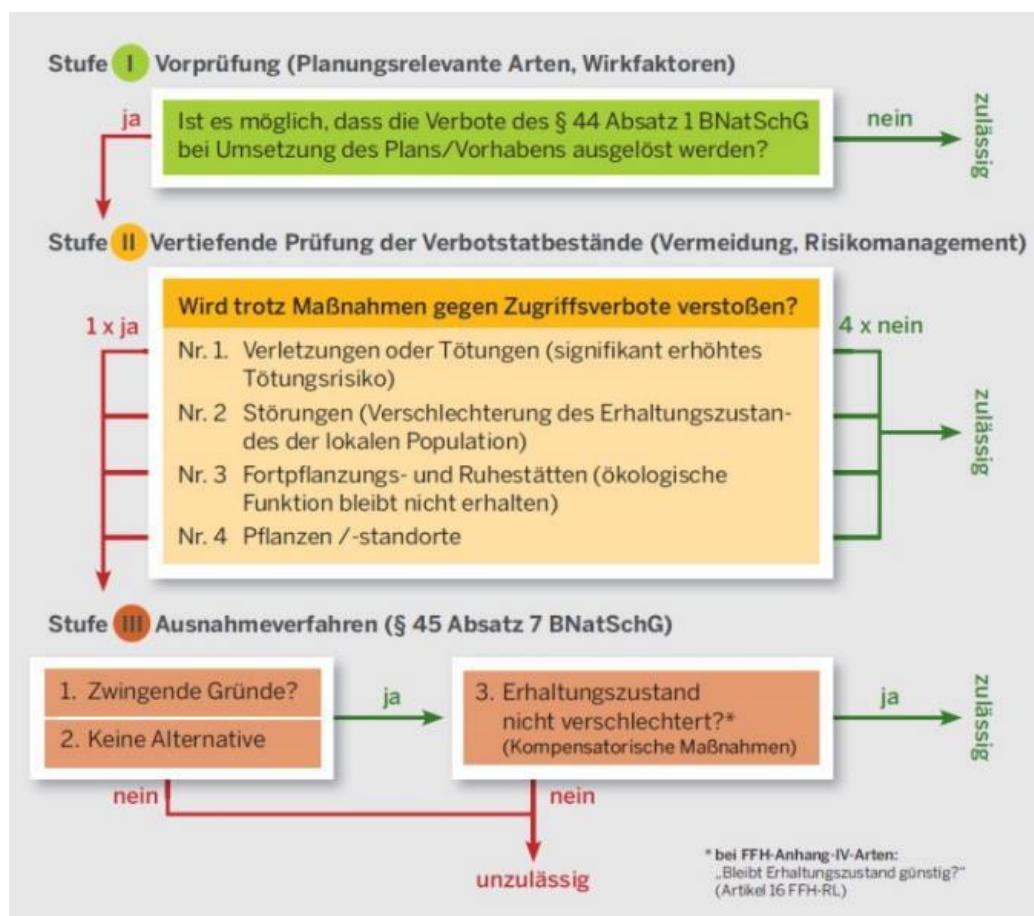 Stufe I Vorprüfung (Planungsrelevante Arten, Wirkfaktoren)
ja
Ist es möglich, dass die Verbote des § 44 Absatz 1 BNatSchG
bei Umsetzung des Plans/Vorhabens ausgelöst werden?
nein
zulässig
Stufe II Vertiefende Prüfung der Verbotstatbestände (Vermeidung, Risikomanagement)
1 x ja
Wird trotz Maßnahmen gegen Zugriffsverbote verstoßen?
4 x nein
Nr. 1. Verletzungen oder Tötungen (signifikant erhöhtes
Tötungsrisiko)
Nr. 2 Störungen (Verschlechterung des Erhaltungszustan-
des der lokalen Population)
Nr. 3 Fortpflanzungs- und Ruhestätten (ökologische
Funktion bleibt nicht erhalten)
Nr. 4 Pflanzen /-standorte
zulässig
Stufe III Ausnahmeverfahren (§ 45 Absatz 7 BNatSchG)
1. Zwingende Gründe?
2. Keine Alternative
ja
3. Erhaltungszustand
nicht verschlechtert?*
(Kompensatorische Maßnahmen)
ja
zulässig
nein
nein
unzulässig
* bei FFH-Anhang-IV-Arten:
„Bleibt Erhaltungszustand günstig?"
(Artikel 16 FFH-RL)